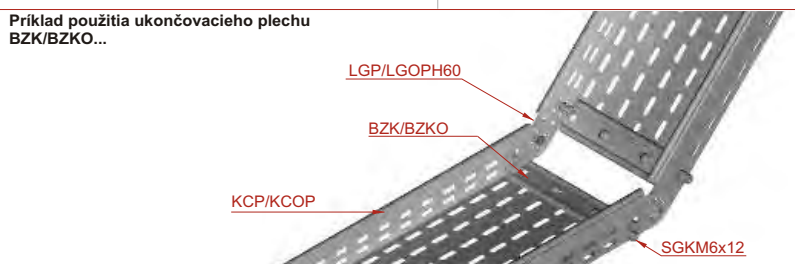 Príklad použitia ukončovacieho plechu
BZK/BZKO...
LGP/LGOPH60
BZK/BZKO
KCP/KCOP
SGKM6x12